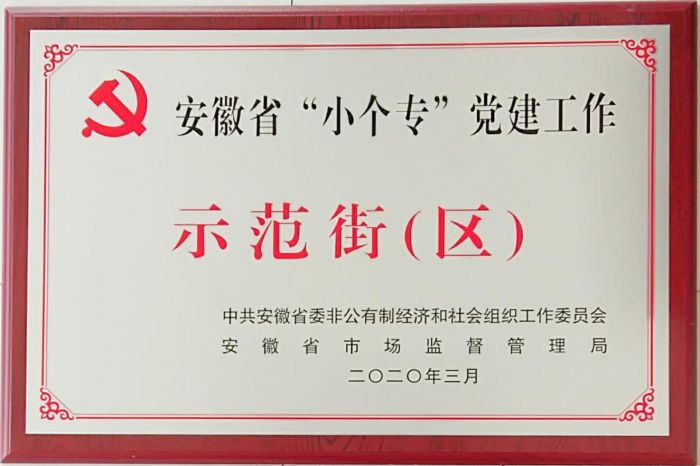 安徽省“小个专”党建工作
示范街(区)
中共安徽省委非公有制经济和社会组织工作委员会
安徽省市场监督管理局
二〇二〇年三月